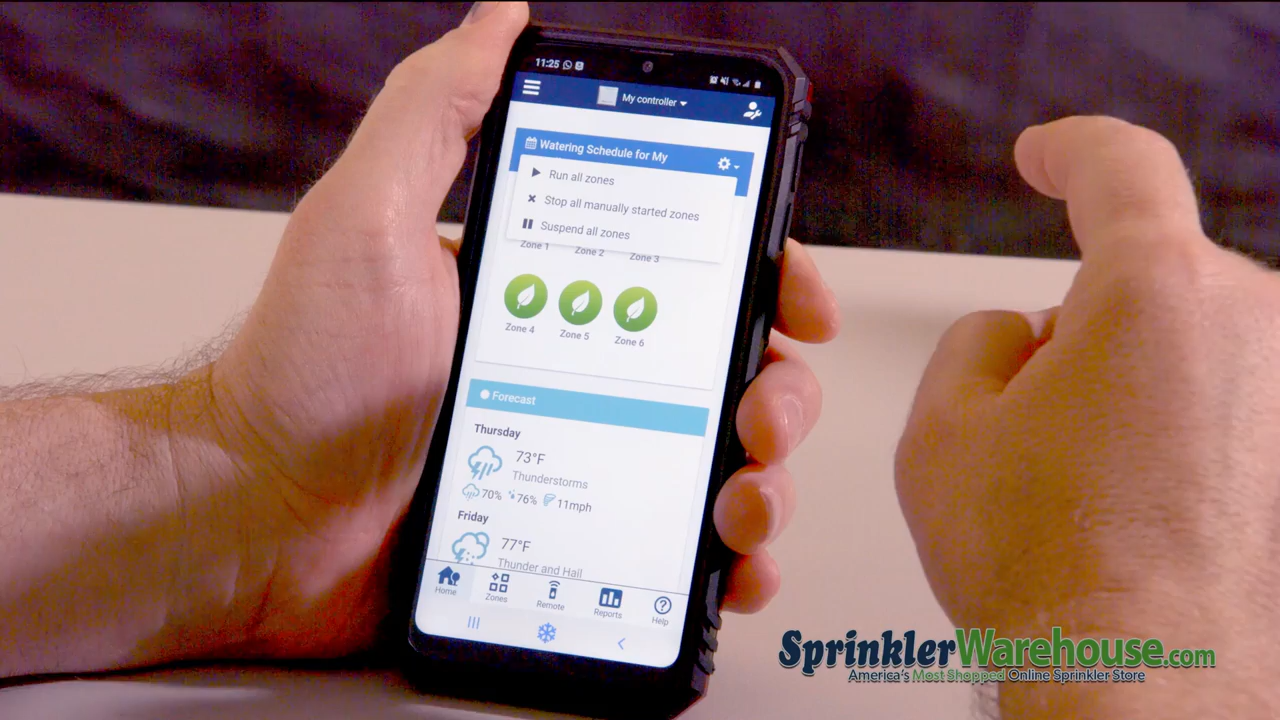 11:25
My controller
Watering Schedule for My
Run all zones
Stop all manually started zones
Suspend all zones
Zone 1 Zone 2 Zone 3
Zone 4 Zone 5 Zone 6
Forecast
Thursday
73°F
Thunderstorms
70% 76% 11mph
Friday
77°F
Thunder and Hail
Home Zones Remote Reports Help
SprinklerWarehouse.com
America's Most Shopped Online Sprinkler Store